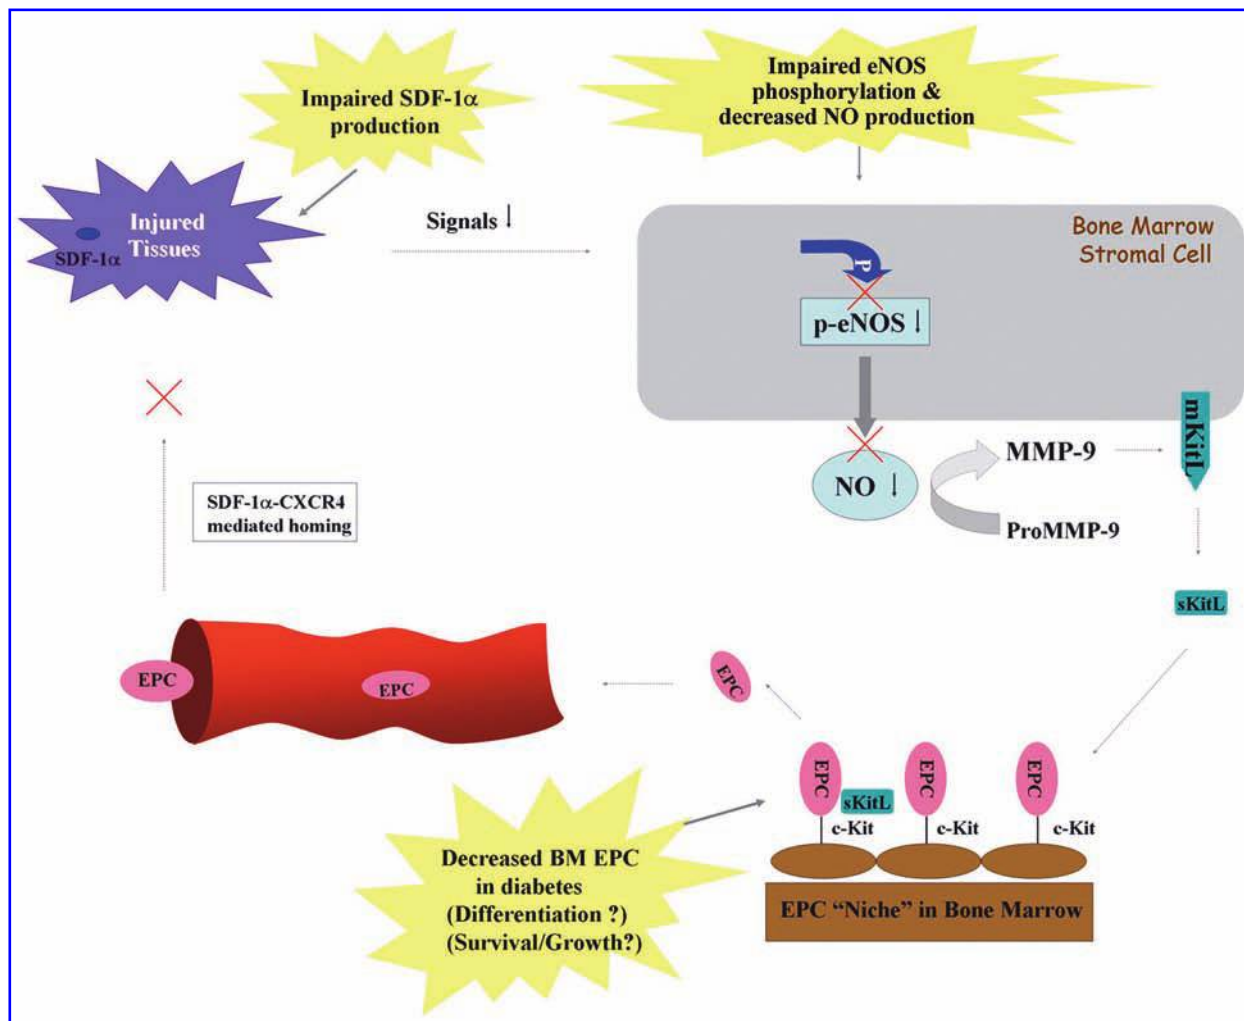 Impaired SDF-1α
production
Impaired eNOS
phosphorylation &
decreased NO production
Injured
Tissues
SDF-1α
Signals ↓
Bone Marrow
Stromal Cell
P
p-eNOS ↓
NO ↓
mKitL
MMP-9
ProMMP-9
sKitL
SDF-1α-CXCR4
mediated homing
EPC
EPC
EPC
EPC
EPC
EPC
sKitL
c-Kit
c-Kit
c-Kit
EPC “Niche” in Bone Marrow
Decreased BM EPC
in diabetes
(Differentiation ?)
(Survival/Growth?)